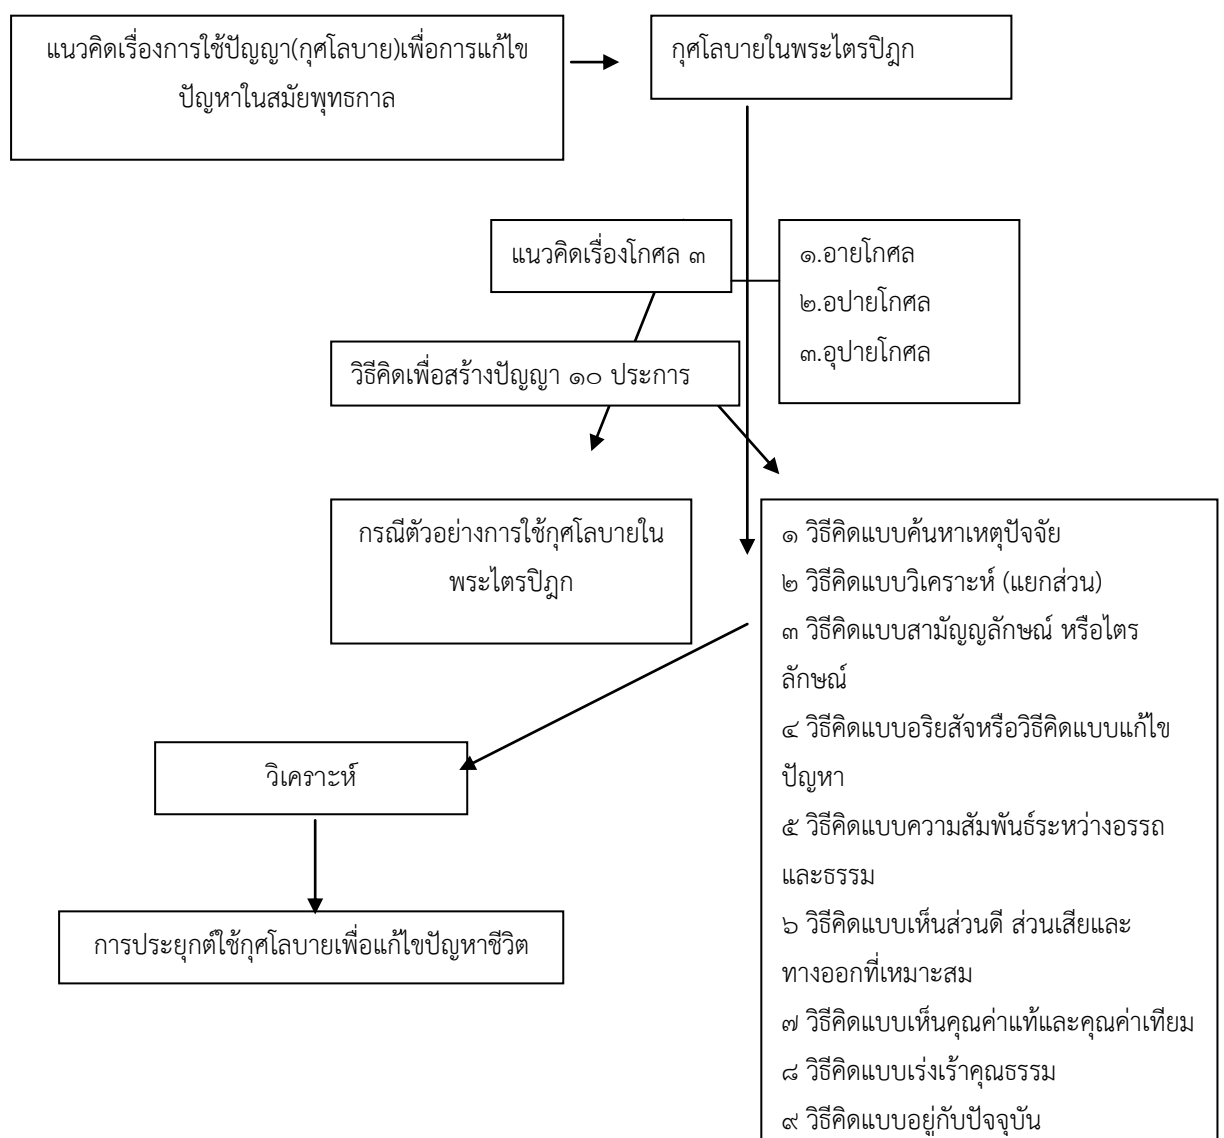 แนวคิดเรื่องการใช้ปัญญา(กุศโลบาย)เพื่อการแก้ไข
ปัญหาในสมัยพุทธกาล
กุศโลบายในพระไตรปิฎก
แนวคิดเรื่องโกศล ๓
๑.อายโกศล
๒.อปายโกศล
๓.อุปายโกศล
วิธีคิดเพื่อสร้างปัญญา ๑๐ ประการ
กรณีตัวอย่างการใช้กุศโลบายใน
พระไตรปิฎก
๑ วิธีคิดแบบค้นหาเหตุปัจจัย
๒ วิธีคิดแบบวิเคราะห์ (แยกส่วน)
๓ วิธีคิดแบบสามัญญลักษณ์ หรือไตร
ลักษณ์
๔ วิธีคิดแบบอริยสัจหรือวิธีคิดแบบแก้ไข
ปัญหา
๕ วิธีคิดแบบความสัมพันธ์ระหว่างอรรถ
และธรรม
๖ วิธีคิดแบบเห็นส่วนดี ส่วนเสียและ
ทางออกที่เหมาะสม
๗ วิธีคิดแบบเห็นคุณค่าแท้และคุณค่าเทียม
๘ วิธีคิดแบบเร่งเร้าคุณธรรม
๙ วิธีคิดแบบอยู่กับปัจจุบัน
วิเคราะห์
การประยุกต์ใช้กุศโลบายเพื่อแก้ไขปัญหาชีวิต